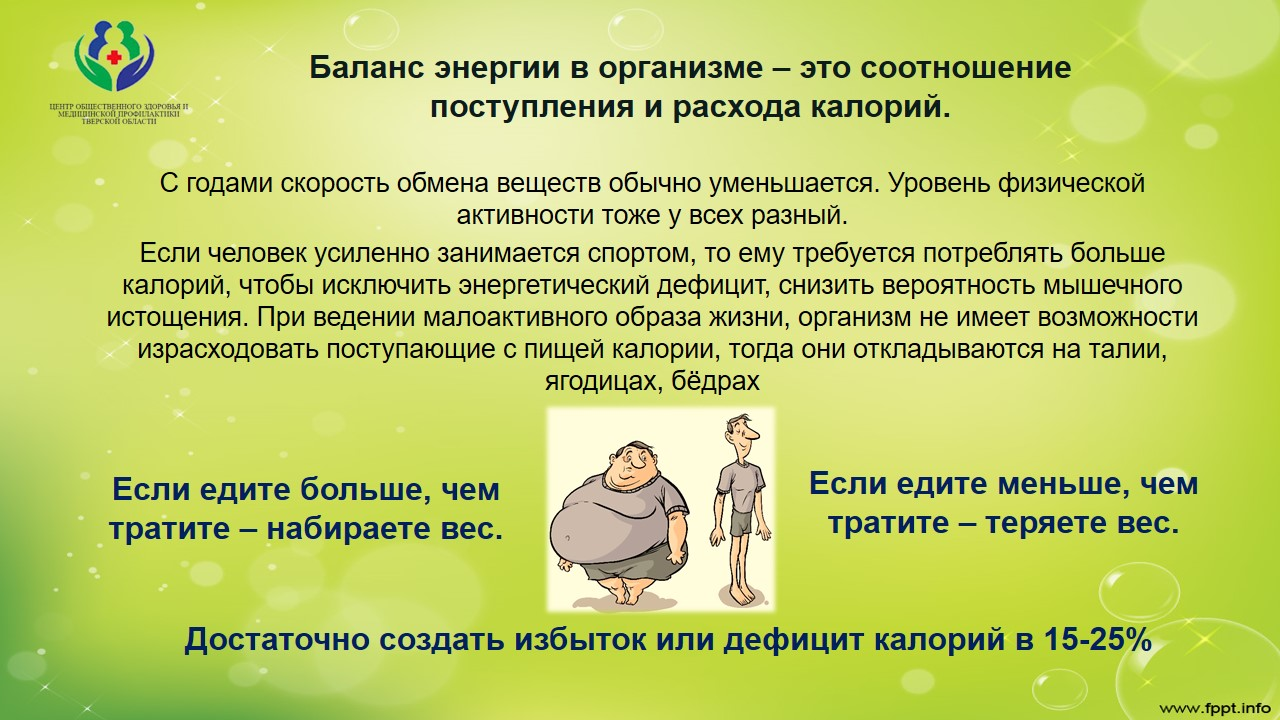 ЦЕНТР ОБЩЕСТВЕННОГО ЗДОРОВЬЯ И
МЕДИЦИНСКОЙ ПРОФИЛАКТИКИ
ТВЕРСКОЙ ОБЛАСТИ
Баланс энергии в организме – это соотношение
поступления и расхода калорий.
С годами скорость обмена веществ обычно уменьшается. Уровень физической
активности тоже у всех разный.
Если человек усиленно занимается спортом, то ему требуется потреблять больше
калорий, чтобы исключить энергетический дефицит, снизить вероятность мышечного
истощения. При ведении малоактивного образа жизни, организм не имеет возможности
израсходовать поступающие с пищей калории, тогда они откладываются на талии,
ягодицах, бёдрах
Если едите больше, чем
тратите – набираете вес.
Если едите меньше, чем
тратите – теряете вес.
Достаточно создать избыток или дефицит калорий в 15-25%
www.fppt.info